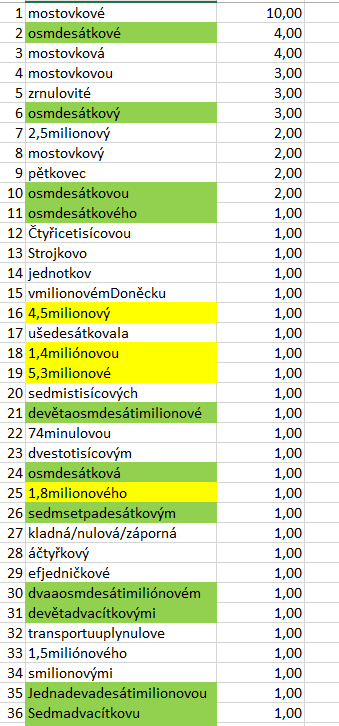 1 mostovkové 10,00
2 osmdesátkové 4,00
3 mostovková 4,00
4 mostovkovou 3,00
5 zrnulovité 3,00
6 osmdesátkový 3,00
7 2,5milionový 2,00
8 mostovkový 2,00
9 pětkovec 2,00
10 osmdesátkovou 2,00
11 osmdesátkového 1,00
12 Čtyřicetisícovou 1,00
13 Strojkovo 1,00
14 jednotkov 1,00
15 vmilionovémDoněcku 1,00
16 4,5milionový 1,00
17 ušedesátkovala 1,00
18 1,4miliónovou 1,00
19 5,3milionové 1,00
20 sedmistisícových 1,00
21 devětaosmdesátimilionové 1,00
22 74minulovou 1,00
23 dvestotisícovým 1,00
24 osmdesátková 1,00
25 1,8milionového 1,00
26 sedmsetpadesátkovým 1,00
27 kladná/nulová/záporná 1,00
28 áčtyřkový 1,00
29 efjedničkové 1,00
30 dvaaosmdesátimiliónovém 1,00
31 devětadvacítkovými 1,00
32 transportuuplynulove 1,00
33 1,5miliónového 1,00
34 smilionovými 1,00
35 Jednadevadesátimilionovou 1,00
36 Sedmadvacítkovu 1,00